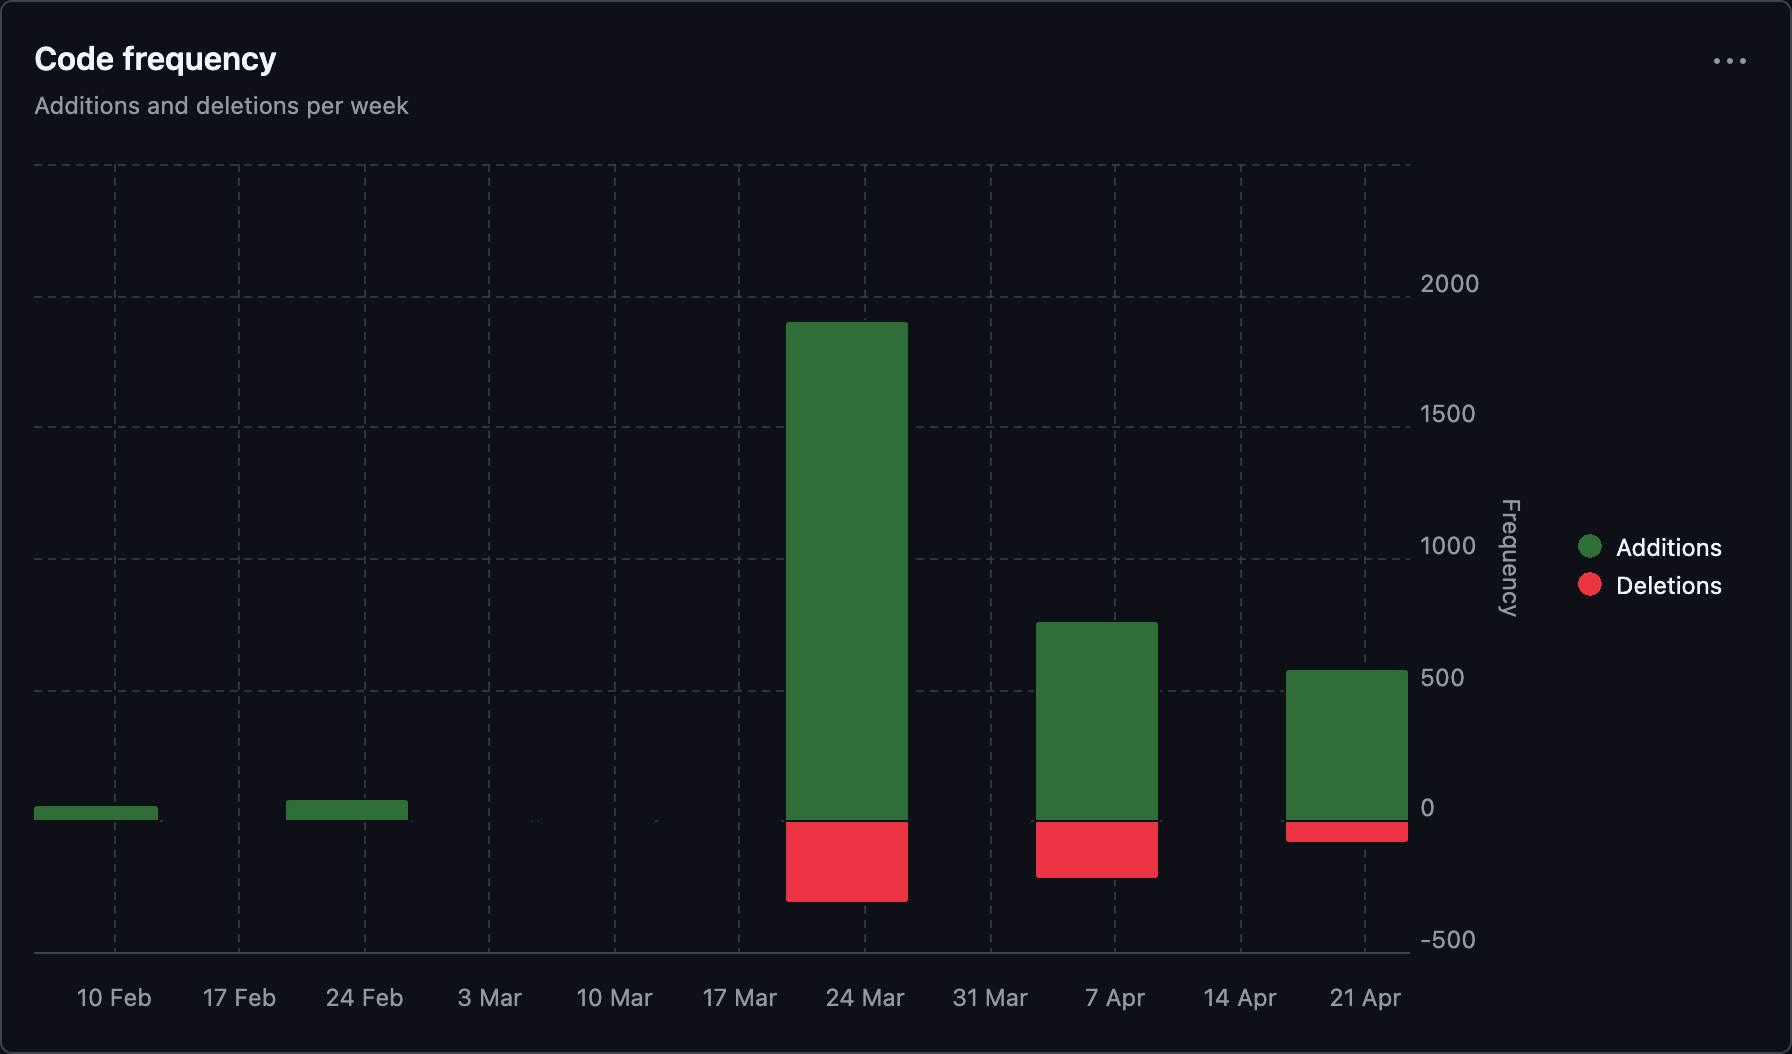 Code frequency
Additions and deletions per week
2000
1500
1000
500
0
-500
Frequency
Additions
Deletions
10 Feb
17 Feb
24 Feb
3 Mar
10 Mar
17 Mar
24 Mar
31 Mar
7 Apr
14 Apr
21 Apr